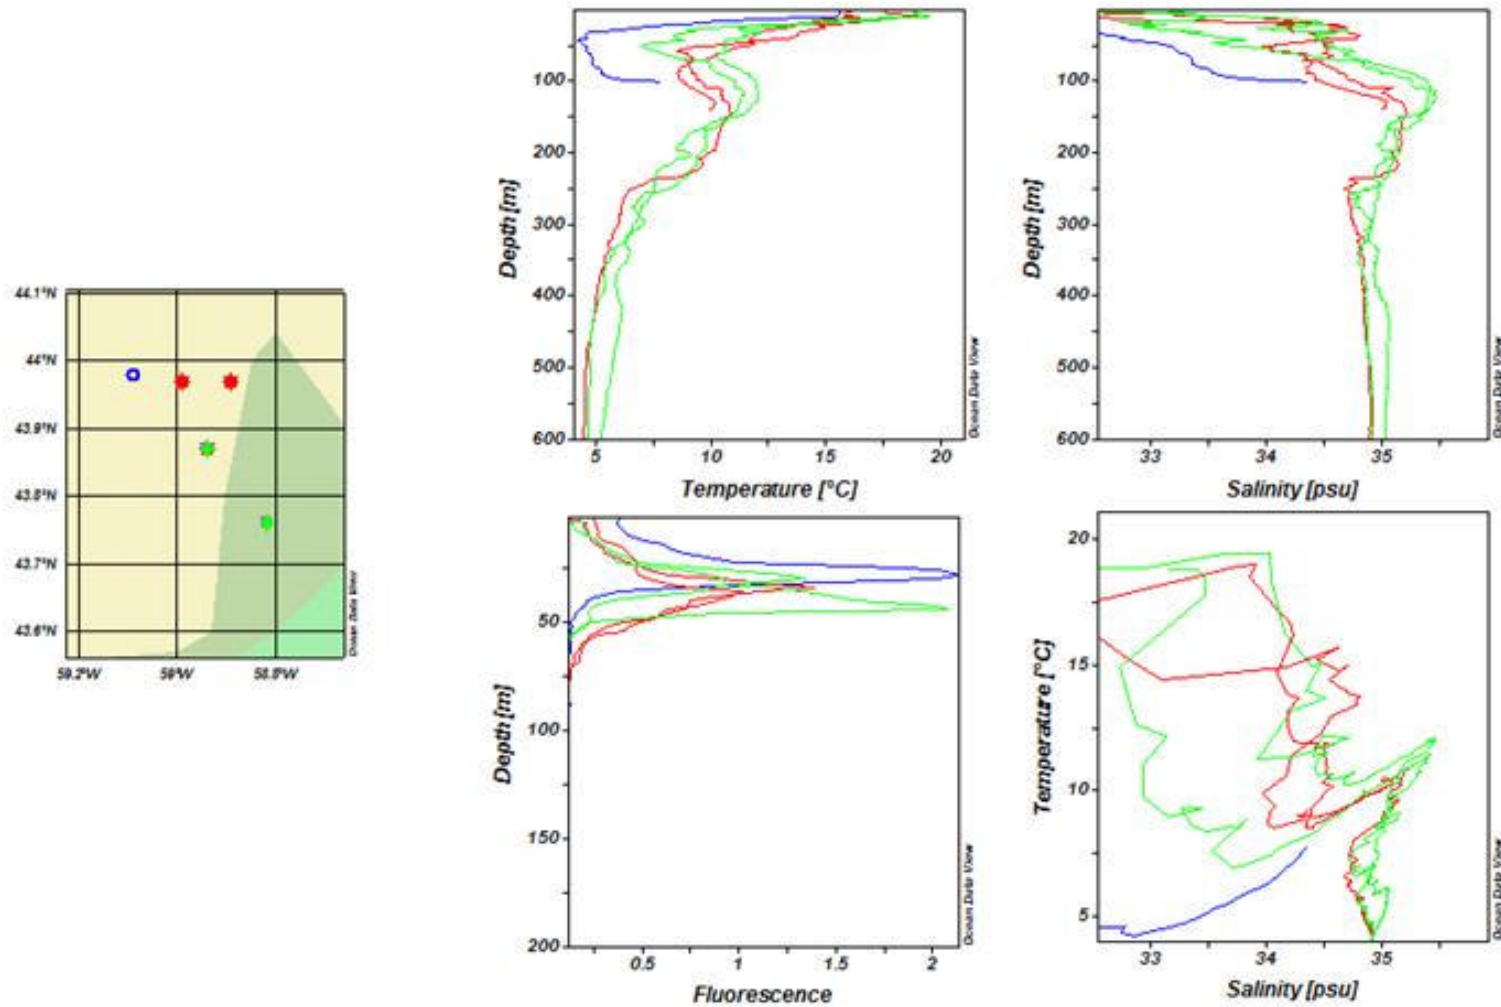 44.1°N
44°N
43.9°N
43.8°N
43.7°N
43.6°N
59.2°W 59°W 58.8°W
Ocean Data View
Depth [m]
100
200
300
400
500
600
5 10 15 20
Temperature [°C]
Ocean Data View
Depth [m]
100
200
300
400
500
600
33 34 35
Salinity [psu]
Ocean Data View
Depth [m]
50
100
150
200
0.5 1 1.5 2
Fluorescence
Ocean Data View
Temperature [°C]
20
15
10
5
33 34 35
Salinity [psu]
Ocean Data View